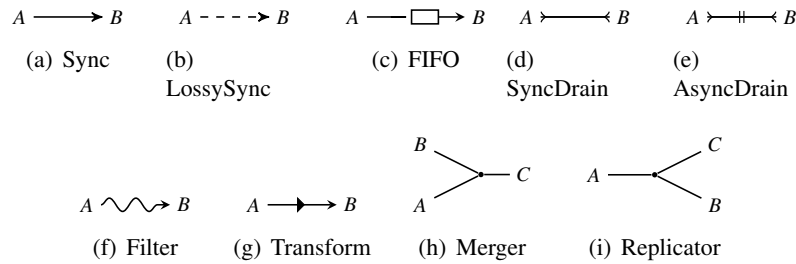 A B A B A B A B A B
(a) Sync (b) LossySync (c) FIFO (d) SyncDrain (e) AsyncDrain
A B A B B A C A C B
(f) Filter (g) Transform (h) Merger (i) Replicator